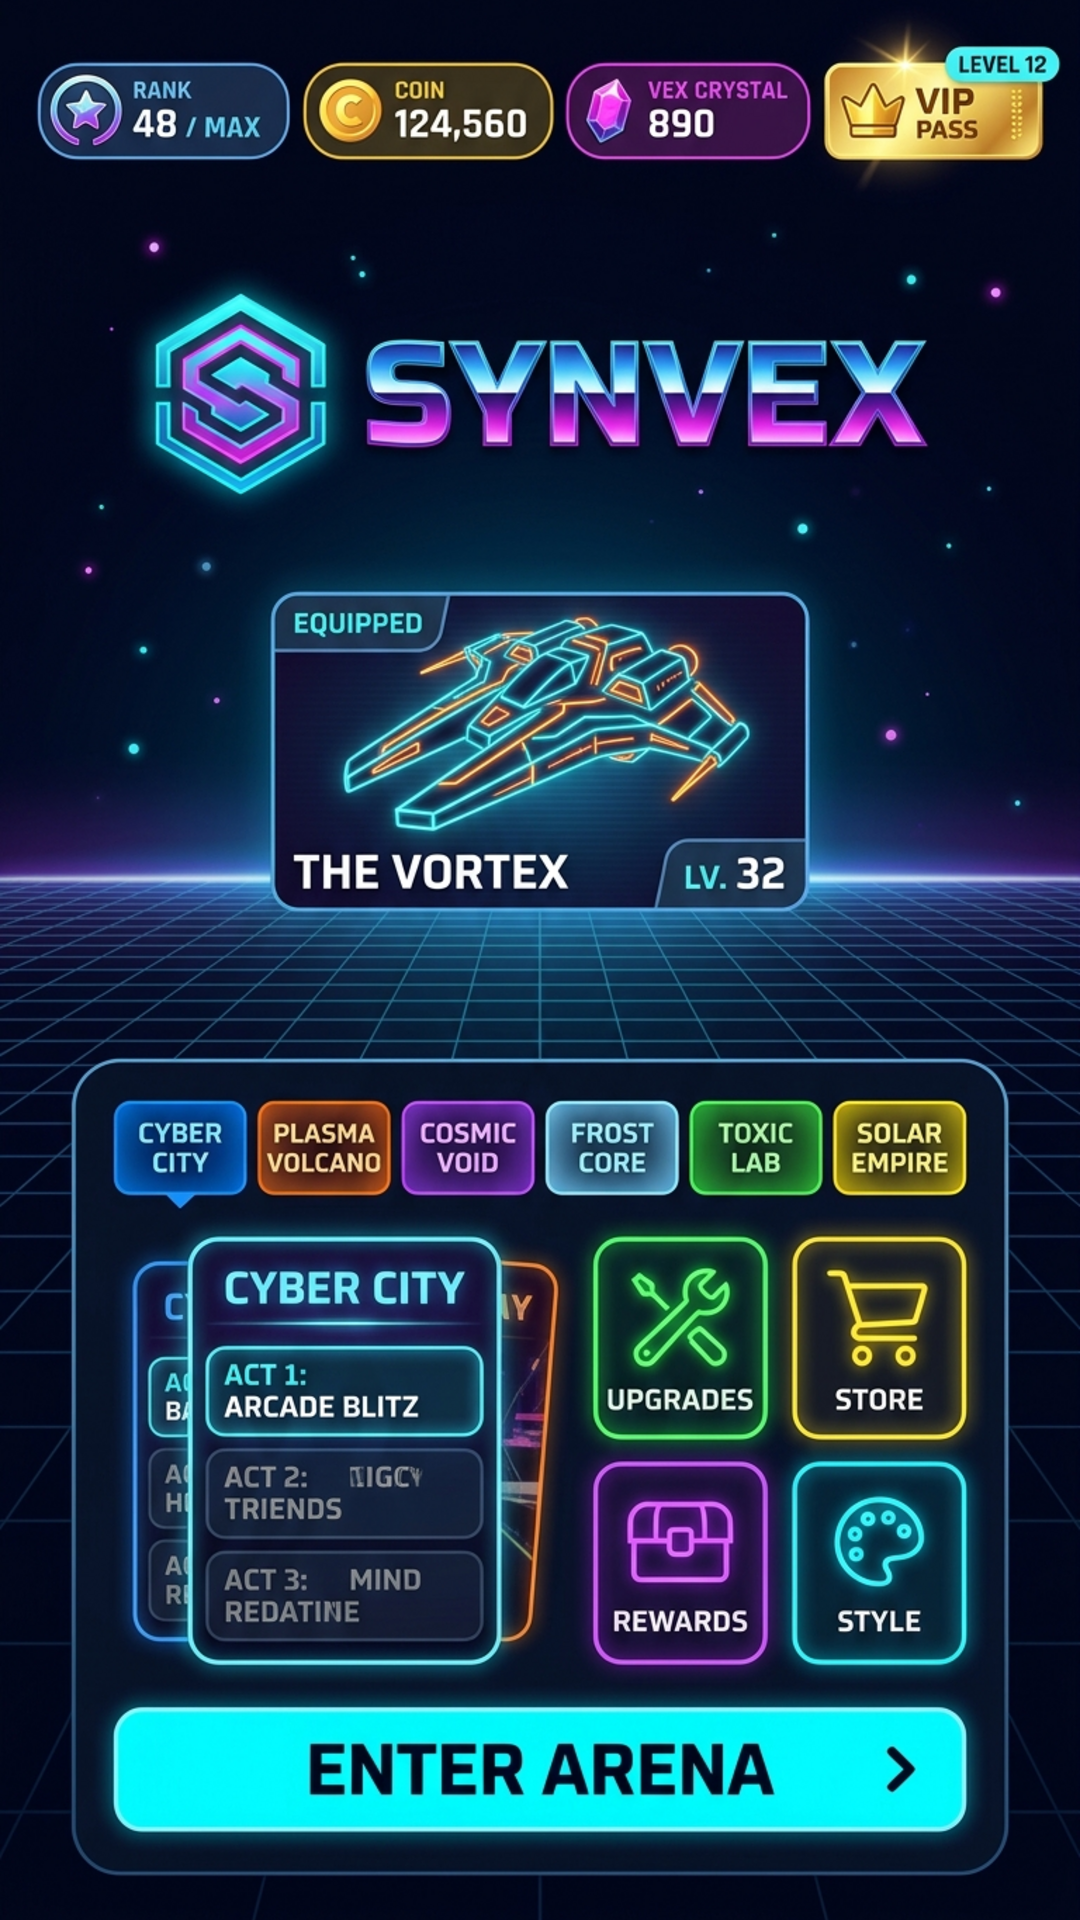 RANK
48 / MAX
COIN
124,560
VEX CRYSTAL
890
LEVEL 12
VIP
PASS
SYNVEX
EQUIPPED
THE VORTEX
LV. 32
CYBER
CITY
PLASMA
VOLCANO
COSMIC
VOID
FROST
CORE
TOXIC
LAB
SOLAR
EMPIRE
CYBER CITY
ACT 1:
ARCADE BLITZ
ACT 2:
TRIENDS
ACT 3: MIND
REDATINE
UPGRADES
STORE
REWARDS
STYLE
ENTER ARENA